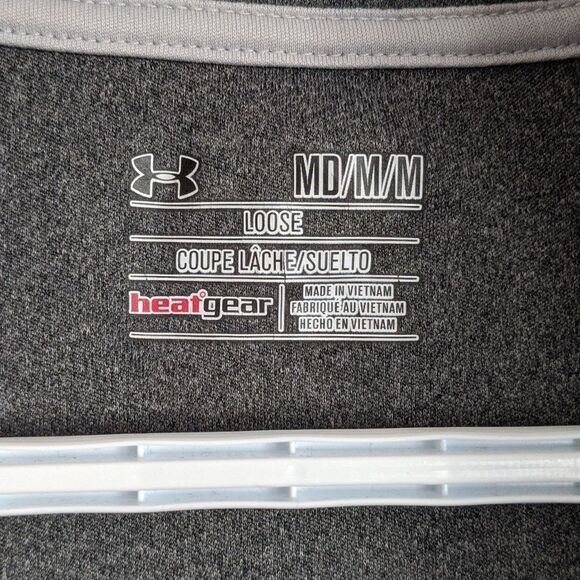 MD/M/M
LOOSE
COUPE LÂCHE/SUELTO
heatgear
MADE IN VIETNAM
FABRIQUÉ AU VIETNAM
HECHO EN VIETNAM